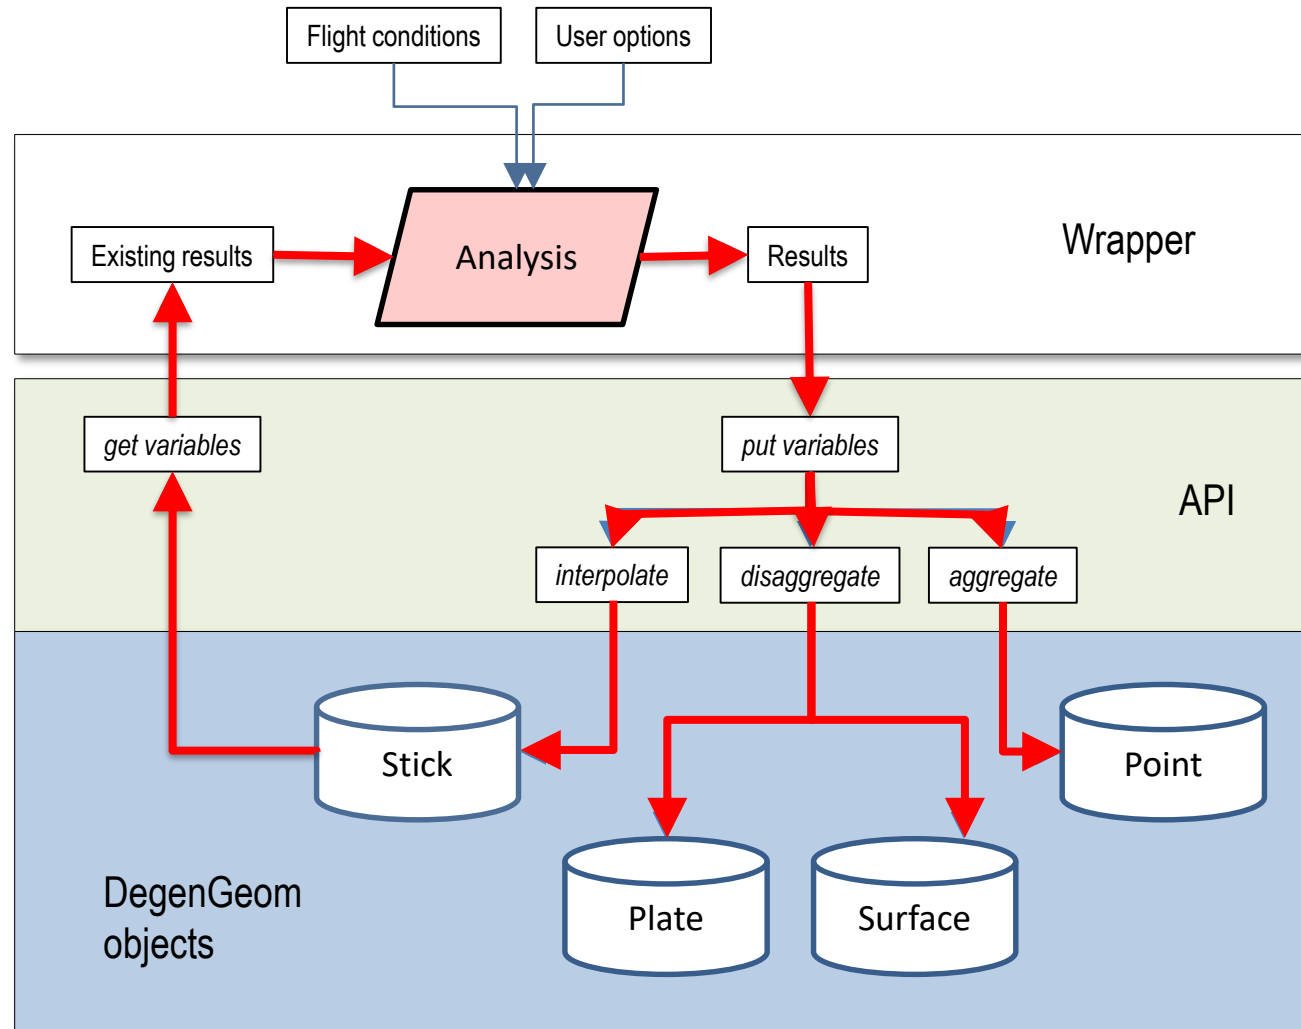 Flight conditions
User options
Existing results
Analysis
Results
Wrapper
get variables
put variables
API
interpolate
disaggregate
aggregate
Stick
Point
Plate
Surface
DegenGeom
objects